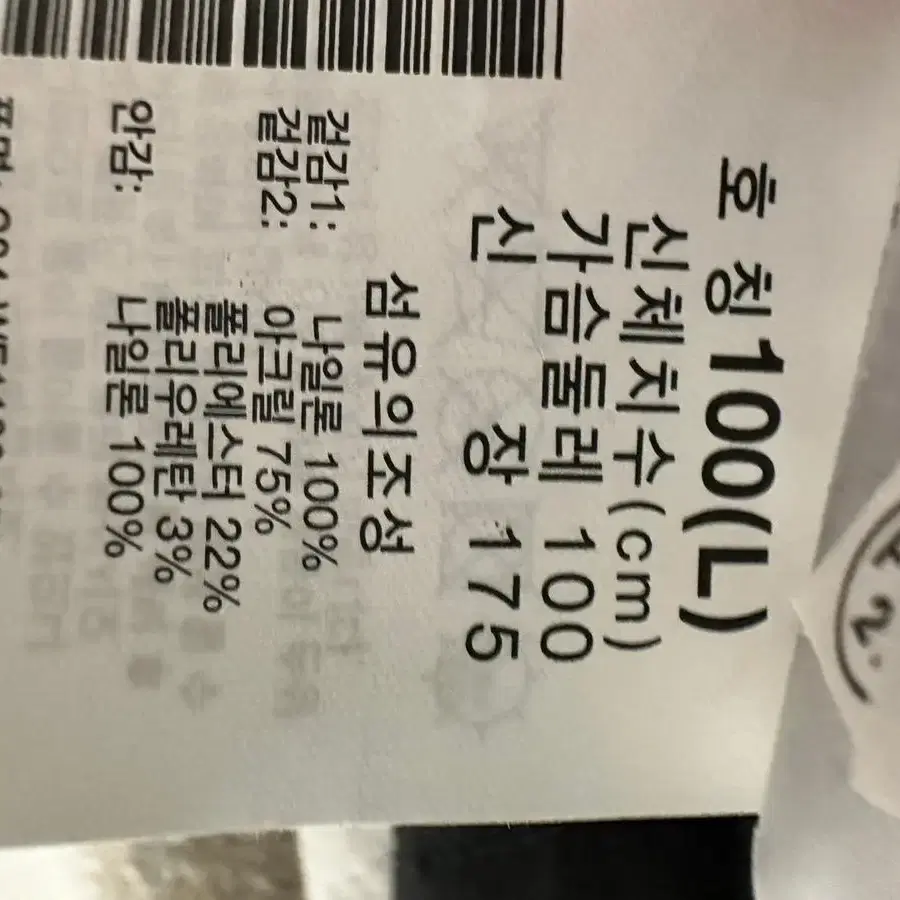 호 칭 100(L)
신체치수(cm)
가슴둘레 100
신 장 175
섬유의조성
겉감1: 나일론 100%
겉감2: 아크릴 75%
폴리에스터 22%
폴리우레탄 3%
안감: 나일론 100%